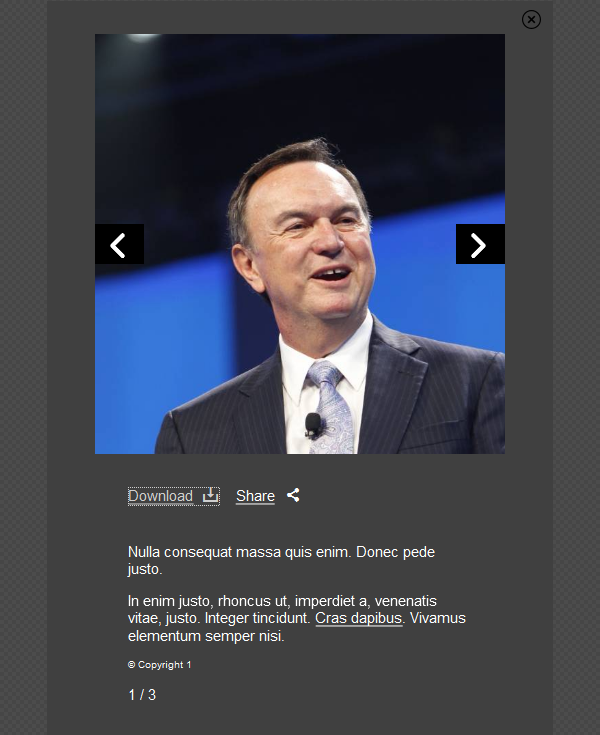 Download Share
Nulla consequat massa quis enim. Donec pede
justo.
In enim justo, rhoncus ut, imperdiet a, venenatis
vitae, justo. Integer tincidunt. Cras dapibus. Vivamus
elementum semper nisi.
© Copyright 1
1 / 3